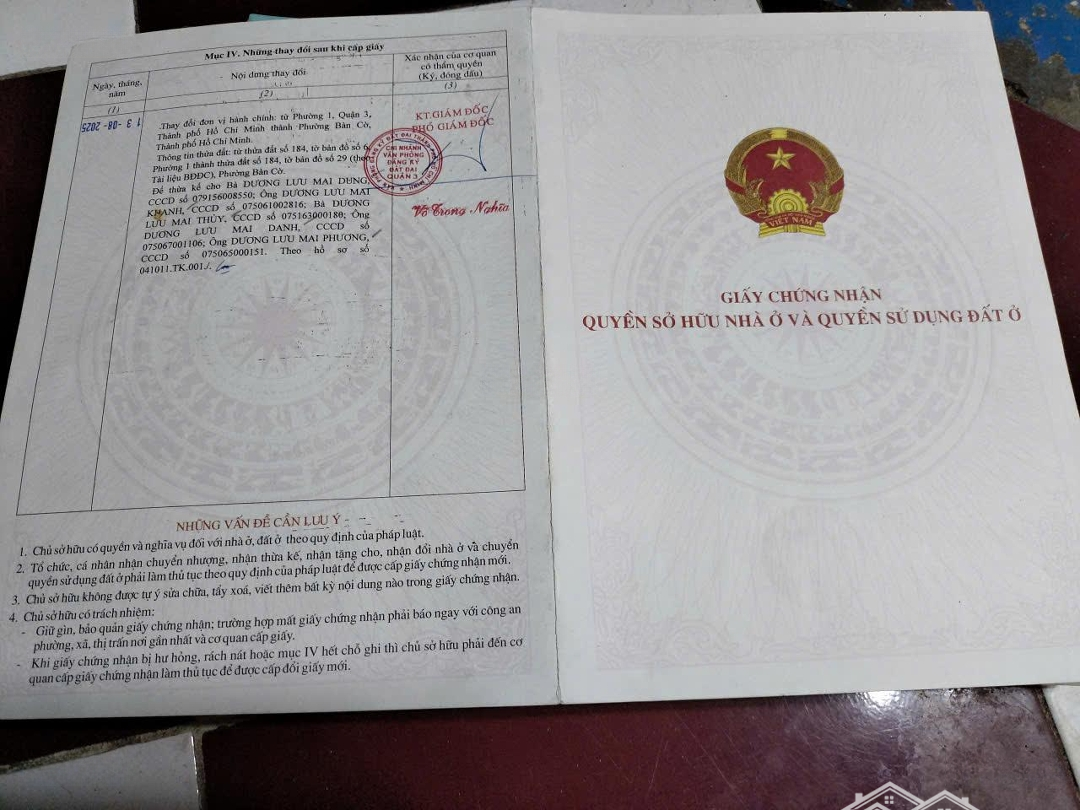 Mục IV. Những thay đổi sau khi cấp giấy
Ngày, tháng, năm
Nội dung thay đổi
Xác nhận của cơ quan
có thẩm quyền
(Ký, đóng dấu)
(1)
(2)
(3)
13-08-2025
Thay đổi đơn vị hành chính: từ Phường 1, Quận 3,
Thành phố Hồ Chí Minh thành Phường Bàn Cờ,
Thành phố Hồ Chí Minh.
Thông tin thửa đất: từ thửa đất số 184, tờ bản đồ số 6,
Phường 1 thành thửa đất số 184, tờ bản đồ số 29 (theo
Tài liệu BĐĐC), Phường Bàn Cờ.
Để thừa kế cho Bà DƯƠNG LƯU MAI DUNG,
CCCD số 079156008550; Ông DƯƠNG LƯU MẠT
KHANH, CCCD số 075061002816; Bà DƯƠNG
LƯU MAI THỦY, CCCD số 075163000180; Ông
DƯƠNG LƯU MAI DANH, CCCD số
075067001106; Ông DƯƠNG LƯU MAI PHƯƠNG,
CCCD số 075065000151. Theo hồ sơ số
041011.TK.001./.
KT.GIÁM ĐỐC
PHÓ GIÁM ĐỐC
CHI NHÁNH
VĂN PHÒNG
ĐĂNG KÝ
ĐẤT ĐAI
QUẬN 3
Võ Trọng Nghĩa
NHỮNG VẤN ĐỀ CẦN LƯU Ý
1. Chủ sở hữu có quyền và nghĩa vụ đối với nhà ở, đất ở theo quy định của pháp luật.
2. Tổ chức, cá nhân nhận chuyển nhượng, nhận thừa kế, nhận tặng cho, nhận đổi nhà ở và chuyển
quyền sử dụng đất ở phải làm thủ tục theo quy định của pháp luật để được cấp giấy chứng nhận mới.
3. Chủ sở hữu không được tự ý sửa chữa, tẩy xoá, viết thêm bất kỳ nội dung nào trong giấy chứng nhận.
4. Chủ sở hữu có trách nhiệm:
- Giữ gìn, bảo quản giấy chứng nhận; trường hợp mất giấy chứng nhận phải báo ngay với công an
phường, xã, thị trấn nơi gần nhất và cơ quan cấp giấy.
- Khi giấy chứng nhận bị hư hỏng, rách nát hoặc mục IV hết chỗ ghi thì chủ sở hữu phải đến cơ
quan cấp giấy chứng nhận làm thủ tục để được cấp đổi giấy mới.
VIỆT NAM
GIẤY CHỨNG NHẬN
QUYỀN SỞ HỮU NHÀ Ở VÀ QUYỀN SỬ DỤNG ĐẤT Ở